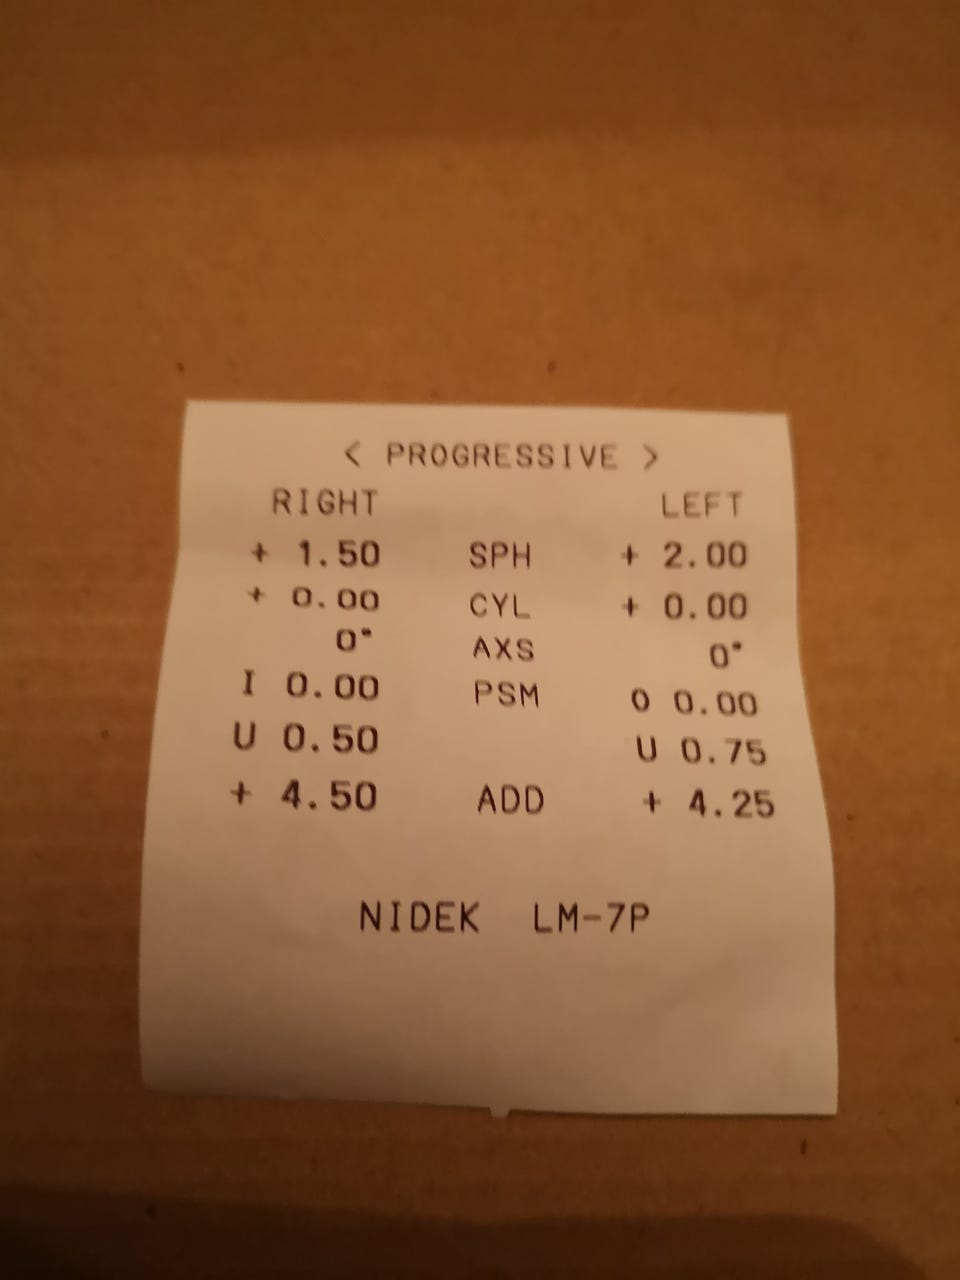 < PROGRESSIVE >
RIGHT LEFT
+ 1.50 SPH + 2.00
+ 0.00 CYL + 0.00
0° AXS 0°
I 0.00 PSM O 0.00
U 0.50 U 0.75
+ 4.50 ADD + 4.25
NIDEK LM-7P